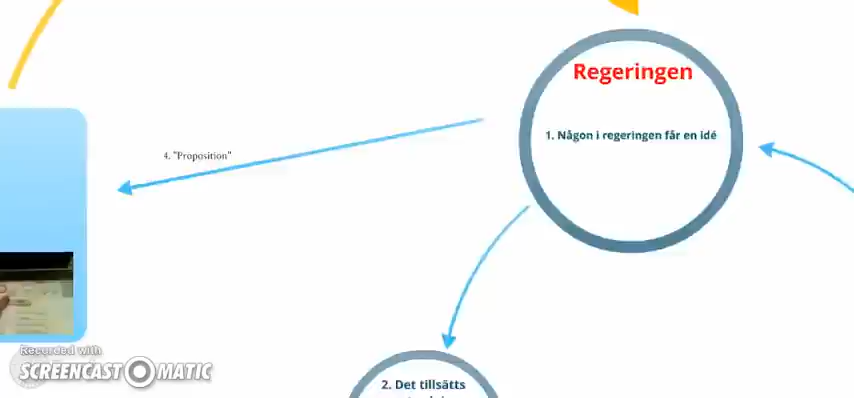 Regeringen
1. Någon i regeringen får en idé
4. "Proposition"
2. Det tillsätts
Recorded with
SCREENCAST-O-MATIC